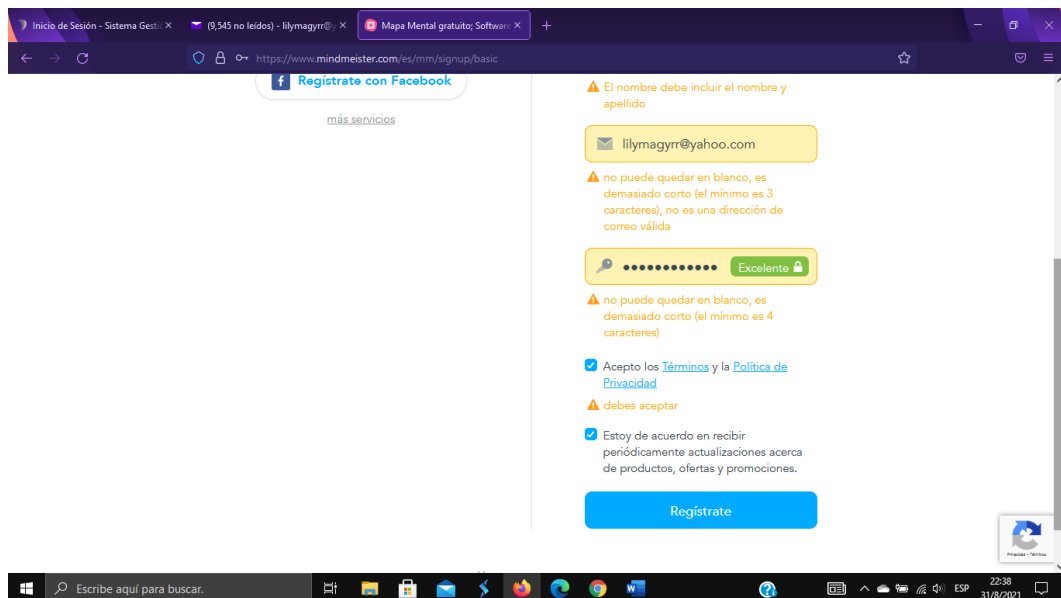 Inicio de Sesión - Sistema Gestic
(9,545 no leídos) - lilymagyrr@y
Mapa Mental gratuito; Software
https://www.mindmeister.com/es/mm/signup/basic
Regístrate con Facebook
más servicios
El nombre debe incluir el nombre y
apellido
lilymagyrr@yahoo.com
no puede quedar en blanco, es
demasiado corto (el mínimo es 3
caracteres), no es una dirección de
correo válida
Excelente
no puede quedar en blanco, es
demasiado corto (el mínimo es 4
caracteres)
Acepto los Términos y la Política de
Privacidad
debes aceptar
Estoy de acuerdo en recibir
periódicamente actualizaciones acerca
de productos, ofertas y promociones.
Regístrate
Privacidad - Términos
Escribe aquí para buscar.
ESP
22:38
31/8/2021